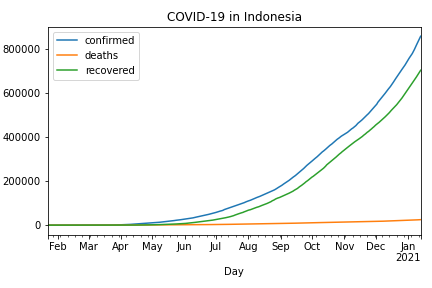 COVID-19 in Indonesia
confirmed
deaths
recovered
800000
600000
400000
200000
0
Feb Mar Apr May Jun Jul Aug Sep Oct Nov Dec Jan
2021
Day